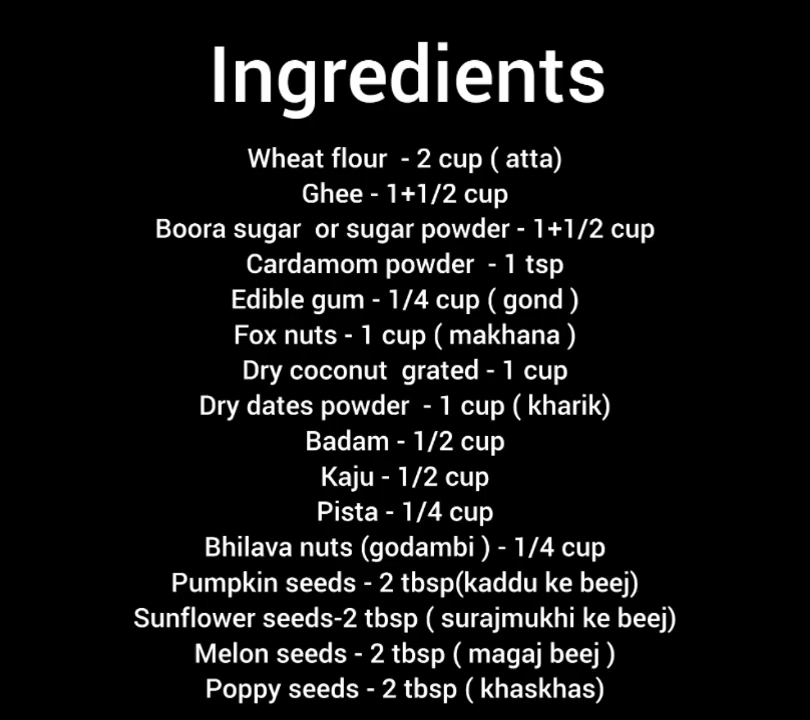 Ingredients
Wheat flour - 2 cup ( atta)
Ghee - 1+1/2 cup
Boora sugar or sugar powder - 1+1/2 cup
Cardamom powder - 1 tsp
Edible gum - 1/4 cup ( gond )
Fox nuts - 1 cup ( makhana )
Dry coconut grated - 1 cup
Dry dates powder - 1 cup ( kharik)
Badam - 1/2 cup
Kaju - 1/2 cup
Pista - 1/4 cup
Bhilava nuts (godambi ) - 1/4 cup
Pumpkin seeds - 2 tbsp(kaddu ke beej)
Sunflower seeds-2 tbsp ( surajmukhi ke beej)
Melon seeds - 2 tbsp ( magaj beej )
Poppy seeds - 2 tbsp ( khaskhas)